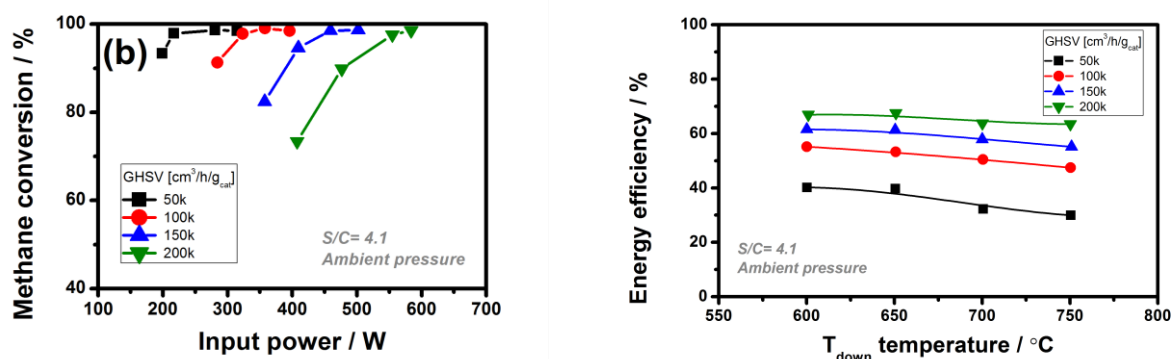 (b)
Methane conversion / %
100
80
60
40
GHSV [cm³/h/g_cat]
50k
100k
150k
200k
S/C= 4.1
Ambient pressure
100 200 300 400 500 600 700
Input power / W
Energy efficiency / %
100
80
60
40
20
0
GHSV [cm³/h/g_cat]
50k
100k
150k
200k
S/C= 4.1
Ambient pressure
550 600 650 700 750 800
T_down temperature / °C